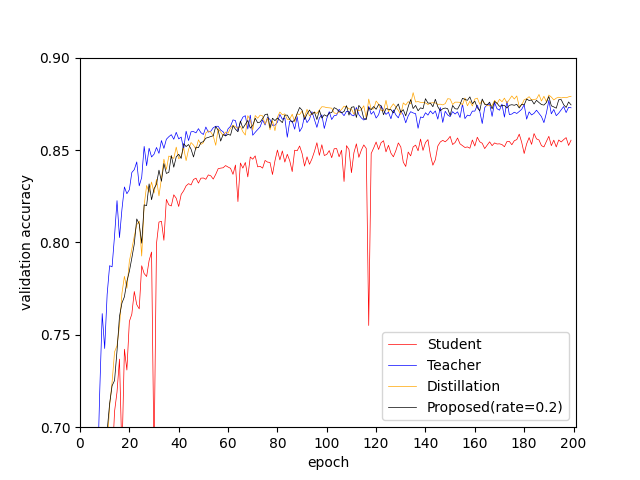 0.90
0.85
0.80
0.75
0.70
validation accuracy
0 20 40 60 80 100 120 140 160 180 200
epoch
Student
Teacher
Distillation
Proposed(rate=0.2)